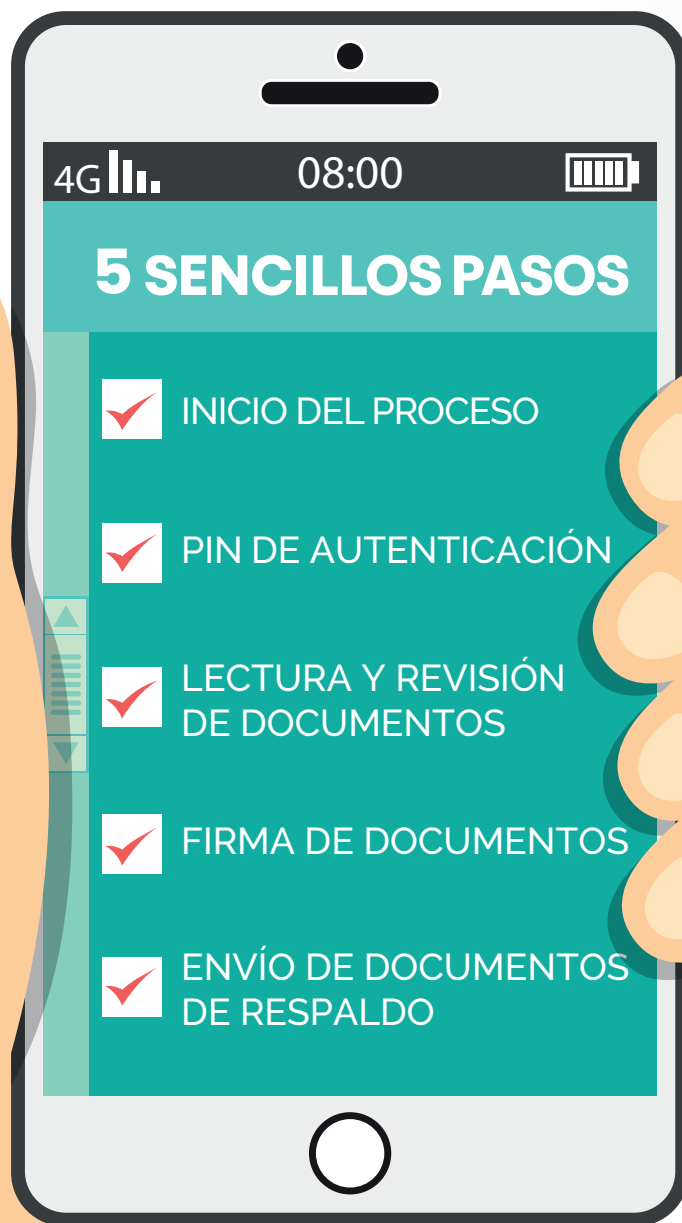 4G 08:00
5 SENCILLOS PASOS
INICIO DEL PROCESO
PIN DE AUTENTICACIÓN
LECTURA Y REVISIÓN
DE DOCUMENTOS
FIRMA DE DOCUMENTOS
ENVÍO DE DOCUMENTOS
DE RESPALDO